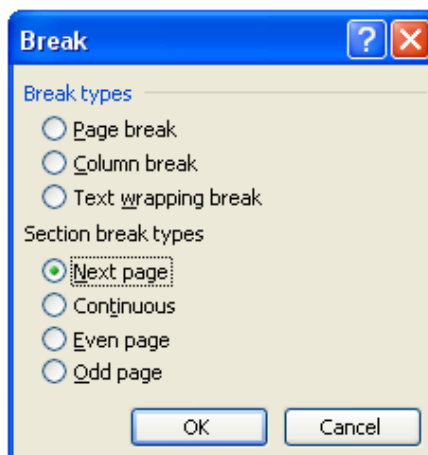 Break
Break types
Page break
Column break
Text wrapping break
Section break types
Next page
Continuous
Even page
Odd page
OK Cancel